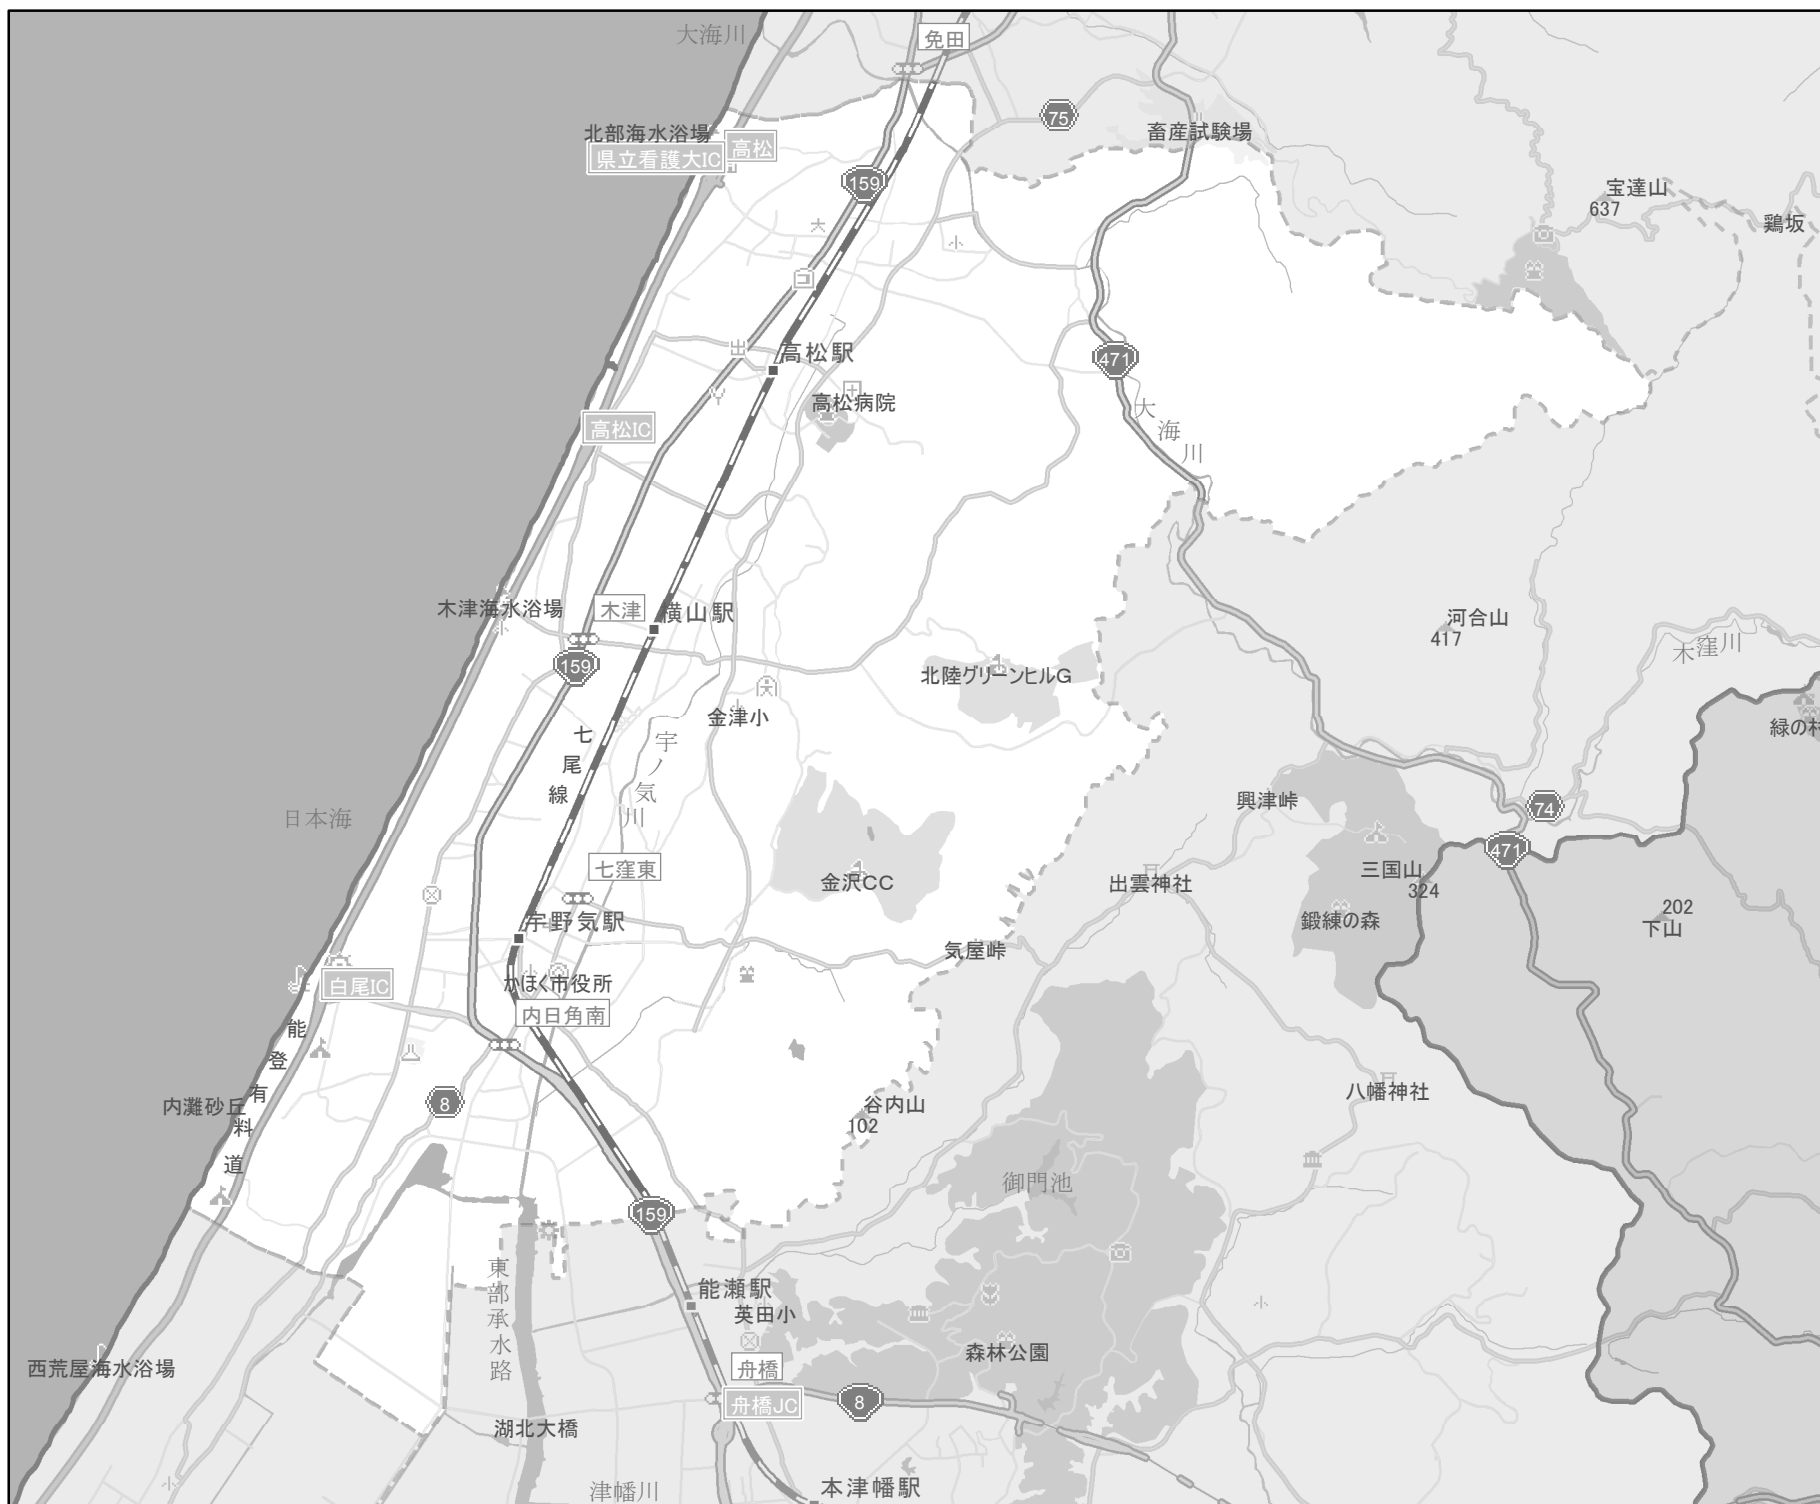 大海川
免田
北部海水浴場
高松
県立看護大IC
75
畜産試験場
159
宝達山
637
鶏坂
高松駅
471
高松病院
大海川
高松IC
木津海水浴場
木津
横山駅
159
河合山
417
木窪川
北陸グリーンヒルG
金津小
七尾線
宇ノ気川
緑の村
日本海
興津峠
74
471
七窪東
金沢CC
出雲神社
三国山
324
202
下山
鍛練の森
宇野気駅
気屋峠
かほく市役所
白尾IC
内日角南
能登有料道
8
内灘砂丘
谷内山
102
八幡神社
御門池
159
東部承水路
能瀬駅
英田小
舟橋
森林公園
西荒屋海水浴場
舟橋JC
8
湖北大橋
津幡川
本津幡駅